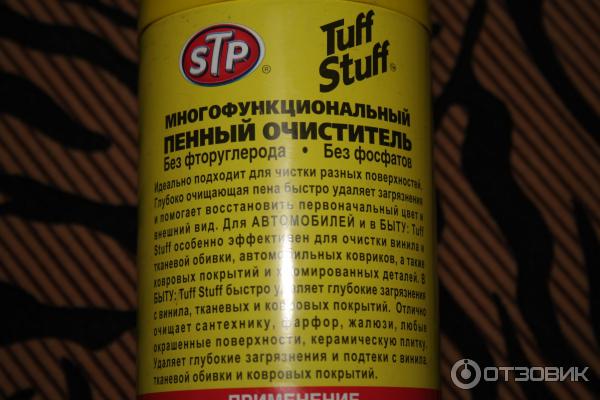 STP ®
Tuff
Stuff ™
МНОГОФУНКЦИОНАЛЬНЫЙ
ПЕННЫЙ ОЧИСТИТЕЛЬ
Без фторуглерода • Без фосфатов
Идеально подходит для чистки разных поверхностей.
Глубоко очищающая пена быстро удаляет загрязнения
и помогает восстановить первоначальный цвет и
внешний вид. Для АВТОМОБИЛЕЙ и в БЫТУ: Tuff
Stuff особенно эффективен для очистки винила и
тканевой обивки, автомобильных ковриков, а также
ковровых покрытий и хромированных деталей. В
БЫТУ: Tuff Stuff быстро удаляет глубокие загрязнения
с винила, тканевых и ковровых покрытий. Отлично
очищает сантехнику, фарфор, жалюзи, любые
окрашенные поверхности, керамическую плитку.
Удаляет глубокие загрязнения и подтеки с винила,
тканевой обивки и ковровых покрытий.
ПРИМЕНЕНИЕ
ОТЗОВИК